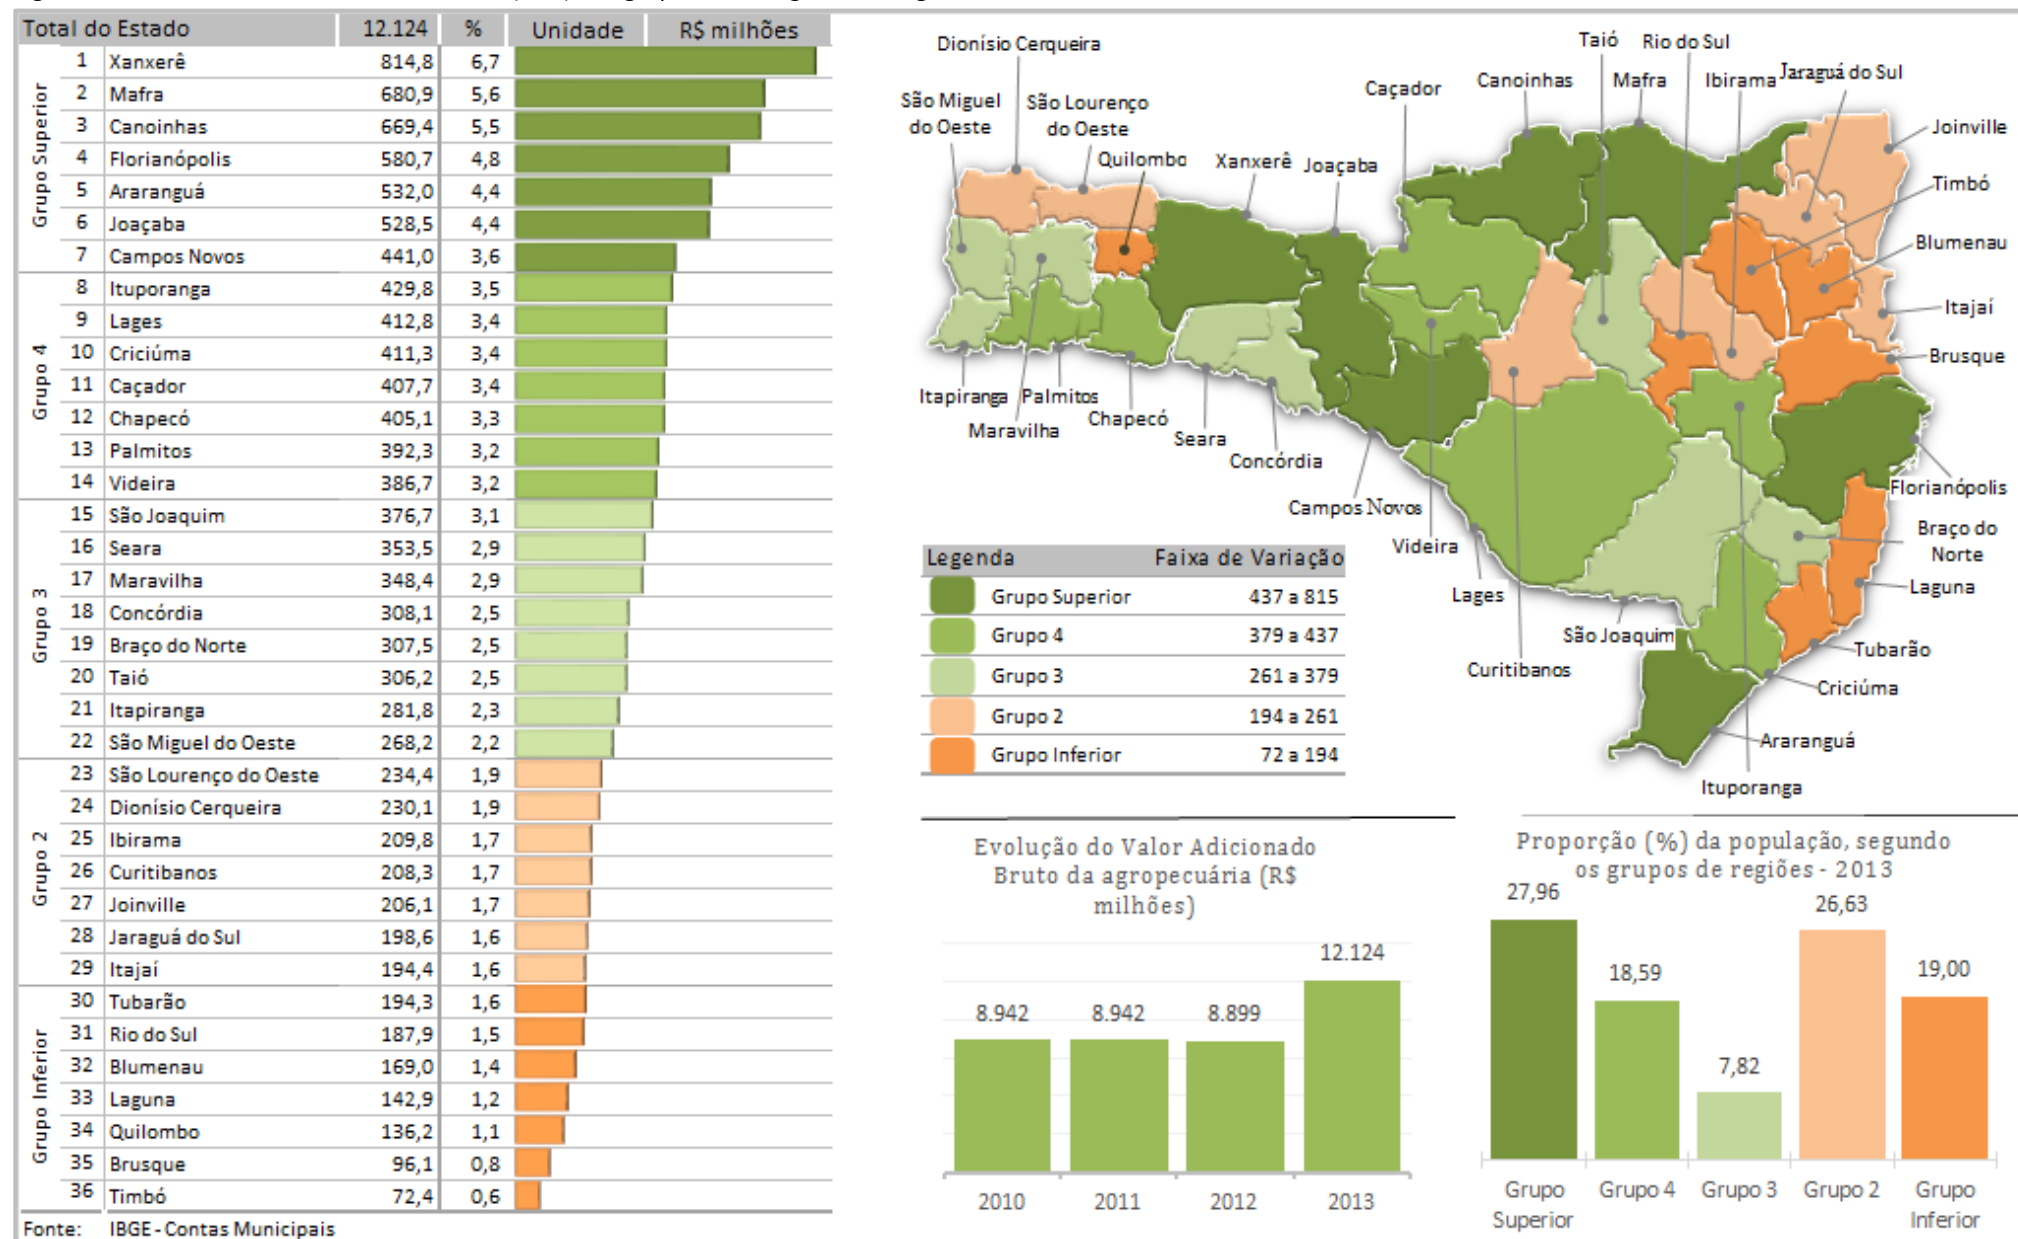 Total do Estado 12.124 % Unidade R$ milhões
Grupo Superior
1 Xanxerê 814,8 6,7
2 Mafra 680,9 5,6
3 Canoinhas 669,4 5,5
4 Florianópolis 580,7 4,8
5 Araranguá 532,0 4,4
6 Joaçaba 528,5 4,4
7 Campos Novos 441,0 3,6
Grupo 4
8 Ituporanga 429,8 3,5
9 Lages 412,8 3,4
10 Criciúma 411,3 3,4
11 Caçador 407,7 3,4
12 Chapecó 405,1 3,3
13 Palmitos 392,3 3,2
14 Videira 386,7 3,2
Grupo 3
15 São Joaquim 376,7 3,1
16 Seara 353,5 2,9
17 Maravilha 348,4 2,9
18 Concórdia 308,1 2,5
19 Braço do Norte 307,5 2,5
20 Taió 306,2 2,5
21 Itapiranga 281,8 2,3
22 São Miguel do Oeste 268,2 2,2
Grupo 2
23 São Lourenço do Oeste 234,4 1,9
24 Dionísio Cerqueira 230,1 1,9
25 Ibirama 209,8 1,7
26 Curitibanos 208,3 1,7
27 Joinville 206,1 1,7
28 Jaraguá do Sul 198,6 1,6
29 Itajaí 194,4 1,6
Grupo Inferior
30 Tubarão 194,3 1,6
31 Rio do Sul 187,9 1,5
32 Blumenau 169,0 1,4
33 Laguna 142,9 1,2
34 Quilombo 136,2 1,1
35 Brusque 96,1 0,8
36 Timbó 72,4 0,6
Fonte: IBGE - Contas Municipais
Dionísio Cerqueira
Taió
Rio do Sul
Canoinhas
Mafra
Ibirama
Jaraguá do Sul
Caçador
São Miguel
do Oeste
São Lourenço
do Oeste
Joinville
Quilombo
Xanxerê
Joaçaba
Timbó
Blumenau
Itajaí
Brusque
Itapiranga
Palmitos
Maravilha
Chapecó
Seara
Concórdia
Campos Novos
Florianópolis
Videira
Braço do
Norte
Lages
Laguna
São Joaquim
Tubarão
Curitibanos
Criciúma
Araranguá
Ituporanga
Legenda Faixa de Variação
Grupo Superior 437 a 815
Grupo 4 379 a 437
Grupo 3 261 a 379
Grupo 2 194 a 261
Grupo Inferior 72 a 194
Evolução do Valor Adicionado
Bruto da agropecuária (R$
milhões)
8.942 8.942 8.899 12.124
2010 2011 2012 2013
Proporção (%) da população, segundo
os grupos de regiões - 2013
27,96 18,59 7,82 26,63 19,00
Grupo
Superior
Grupo 4
Grupo 3
Grupo 2
Grupo
Inferior